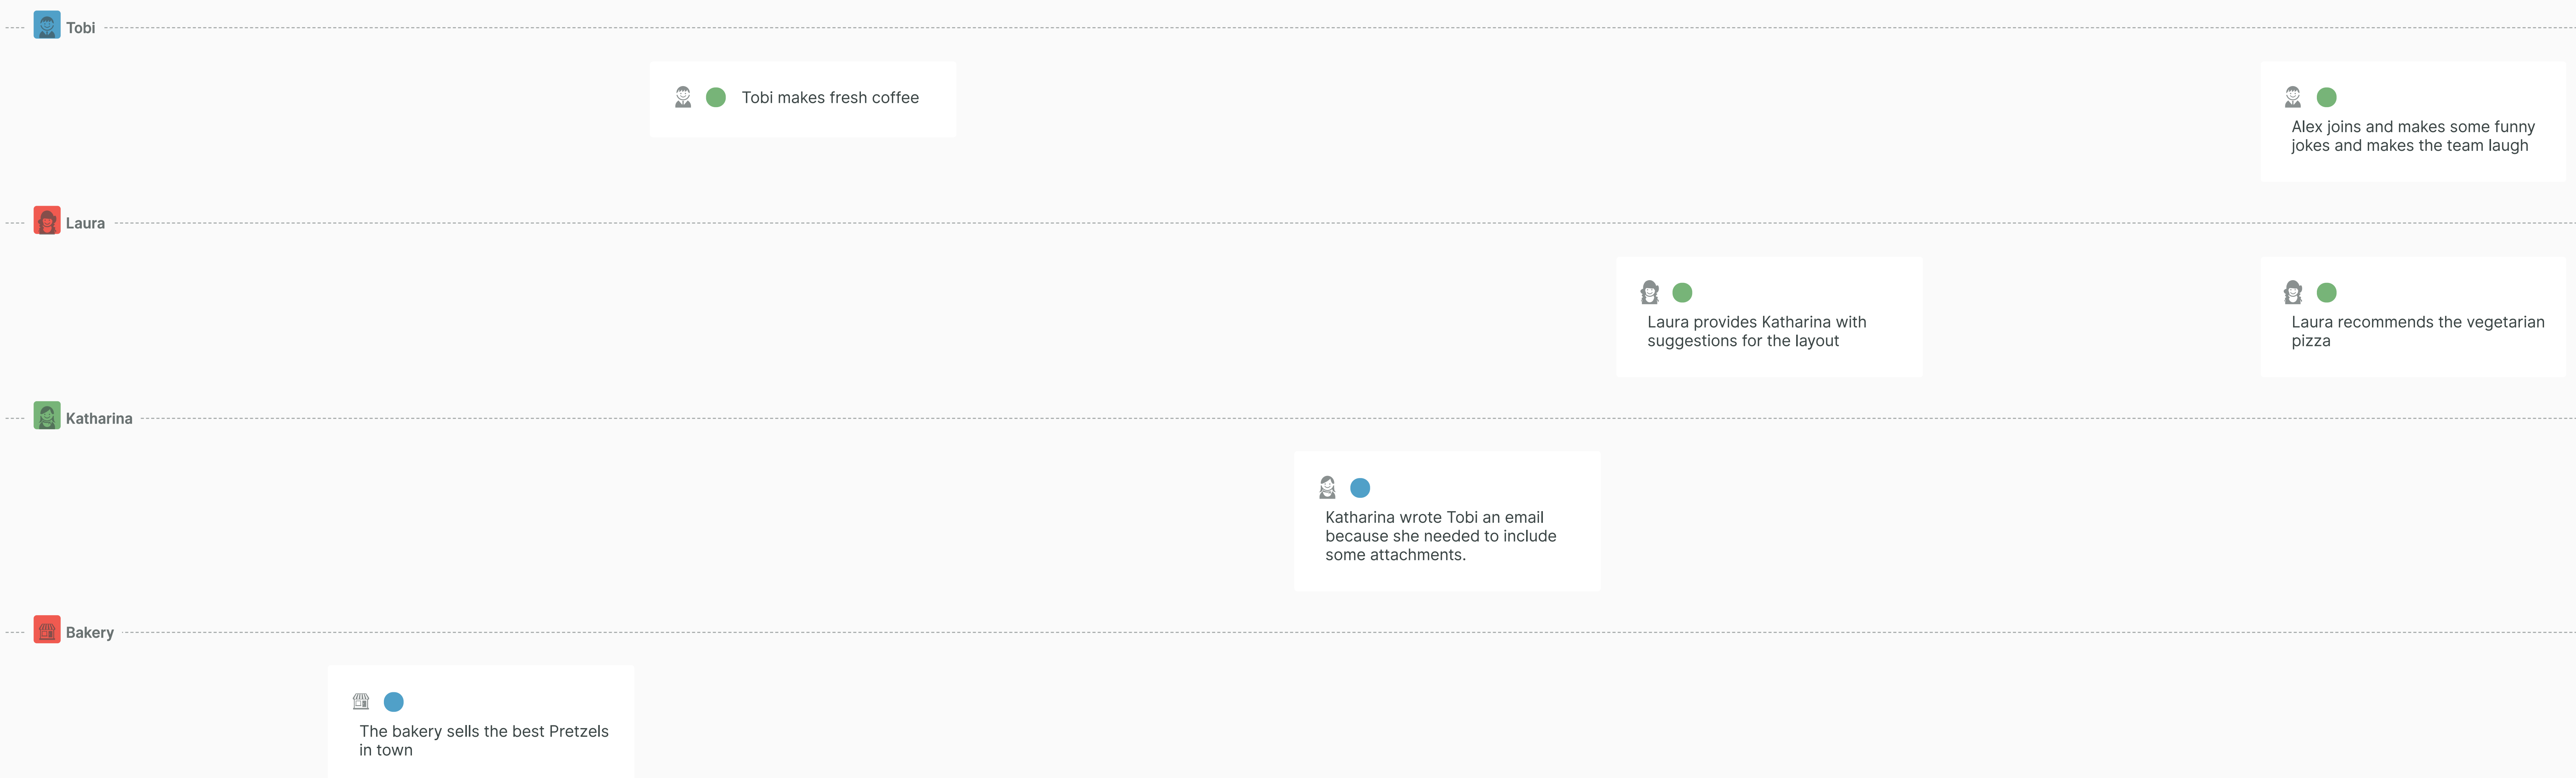 Tobi
Tobi makes fresh coffee
Alex joins and makes some funny
jokes and makes the team laugh
Laura
Laura provides Katharina with
suggestions for the layout
Laura recommends the vegetarian
pizza
Katharina
Katharina wrote Tobi an email
because she needed to include
some attachments.
Bakery
The bakery sells the best Pretzels
in town